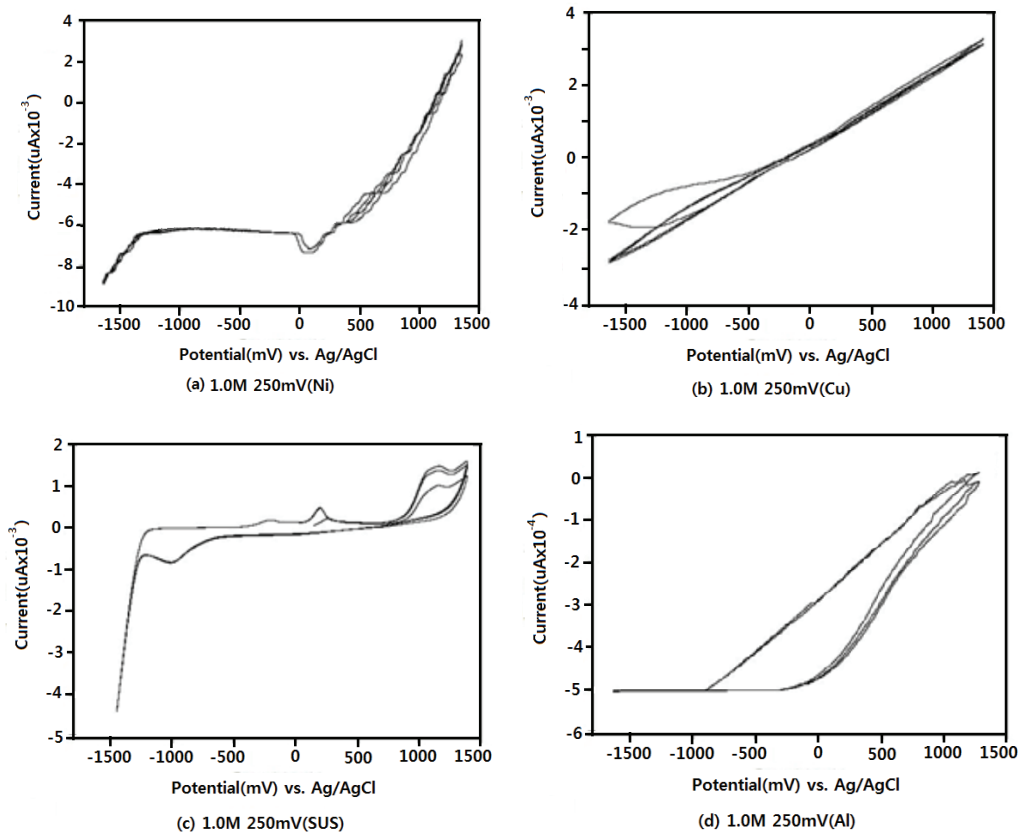 4
2
0
-2
-4
-6
-8
-10
Current(uAx10⁻³)
-1500 -1000 -500 0 500 1000 1500
Potential(mV) vs. Ag/AgCl
(a) 1.0M 250mV(Ni)
4
2
0
-2
-4
Current(uAx10⁻³)
-1500 -1000 -500 0 500 1000 1500
Potential(mV) vs. Ag/AgCl
(b) 1.0M 250mV(Cu)
2
1
0
-1
-2
-3
-4
-5
Current(uAx10⁻³)
-1500 -1000 -500 0 500 1000 1500
Potential(mV) vs. Ag/AgCl
(c) 1.0M 250mV(SUS)
1
0
-1
-2
-3
-4
-5
-6
Current(uAx10⁻⁴)
-1500 -1000 -500 0 500 1000 1500
Potential(mV) vs. Ag/AgCl
(d) 1.0M 250mV(Al)